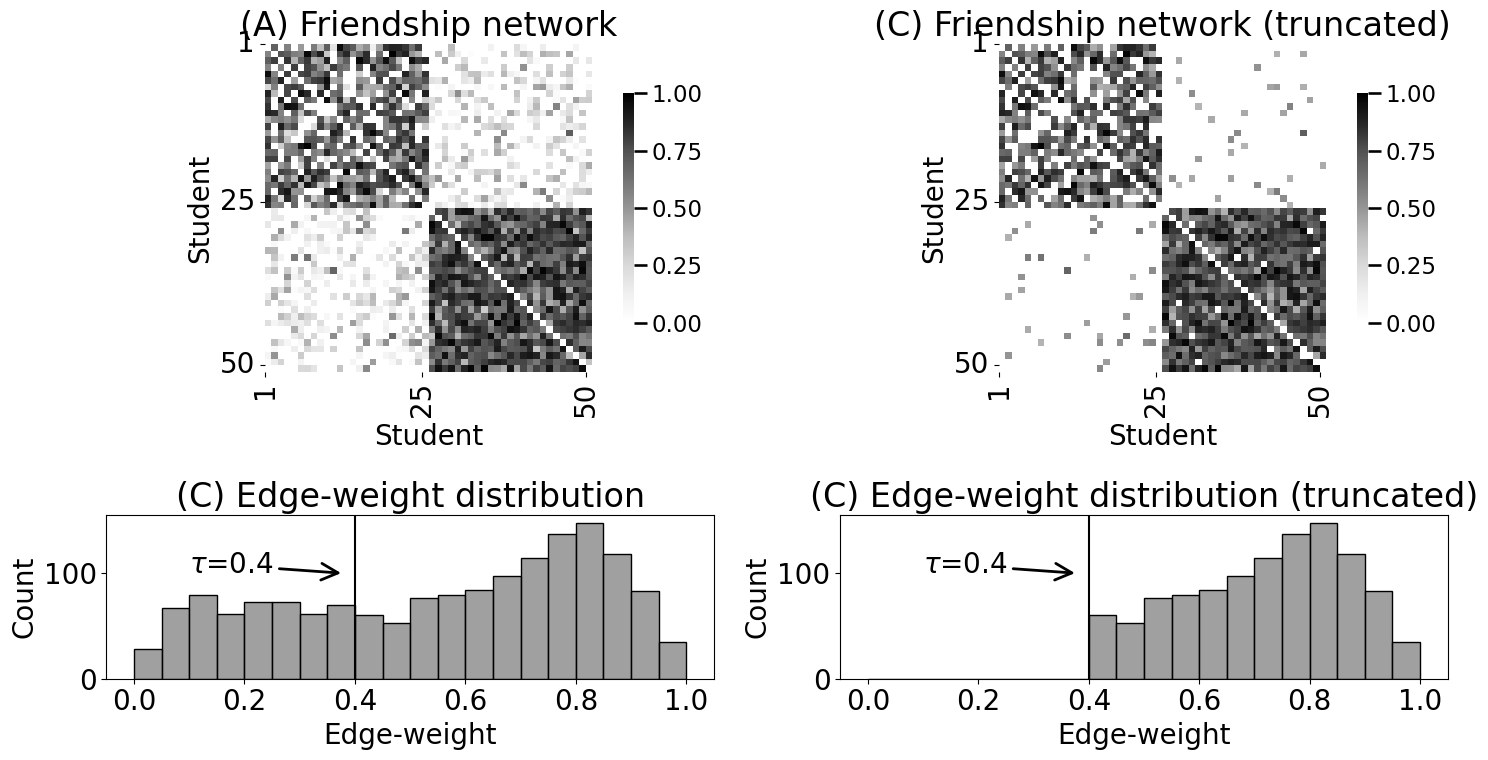 (A) Friendship network
1
25
50
Student
1
25
50
Student
1.00
0.75
0.50
0.25
0.00
(C) Friendship network (truncated)
1
25
50
Student
1
25
50
Student
1.00
0.75
0.50
0.25
0.00
(C) Edge-weight distribution
τ=0.4
100
0
Count
0.0 0.2 0.4 0.6 0.8 1.0
Edge-weight
(C) Edge-weight distribution (truncated)
τ=0.4
100
0
Count
0.0 0.2 0.4 0.6 0.8 1.0
Edge-weight